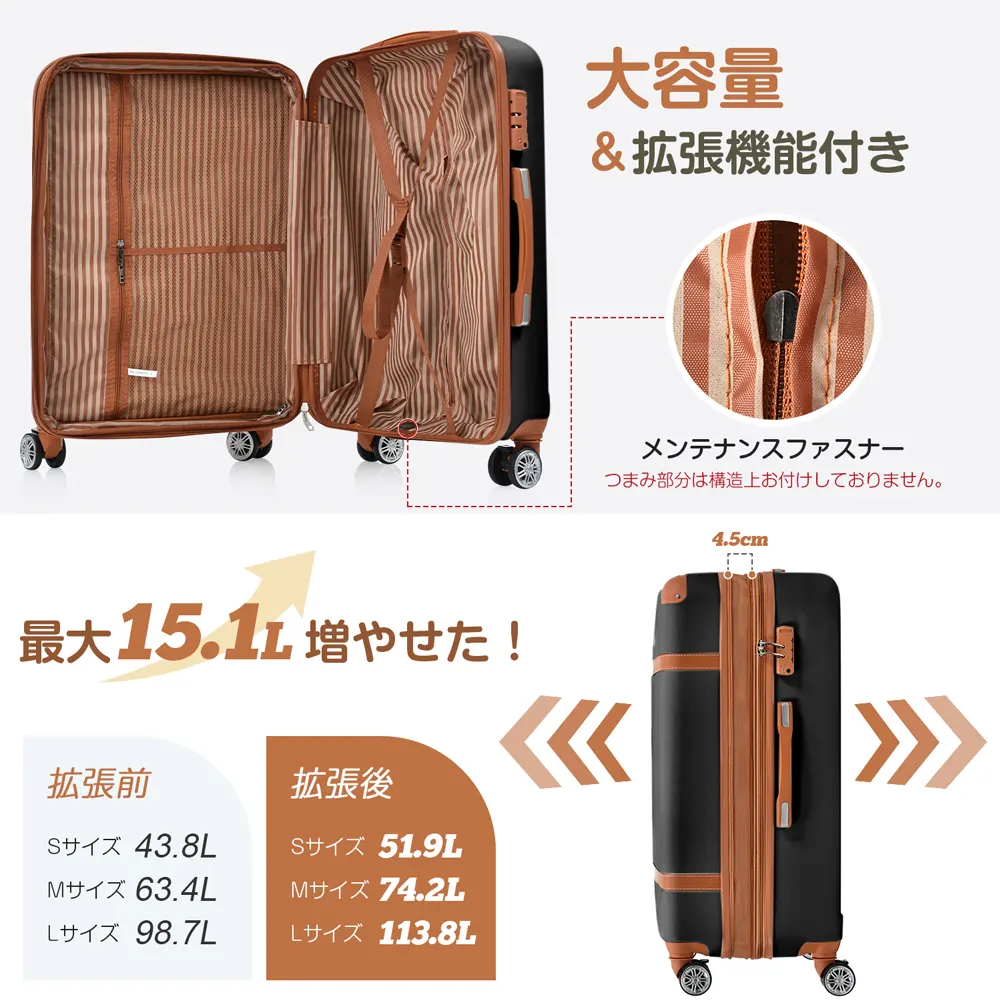 大容量
&拡張機能付き
メンテナンスファスナー
つまみ部分は構造上お付けしておりません。
4.5cm
最大15.1L増やせた!
拡張前
Sサイズ 43.8L
Mサイズ 63.4L
Lサイズ 98.7L
拡張後
Sサイズ 51.9L
Mサイズ 74.2L
Lサイズ 113.8L